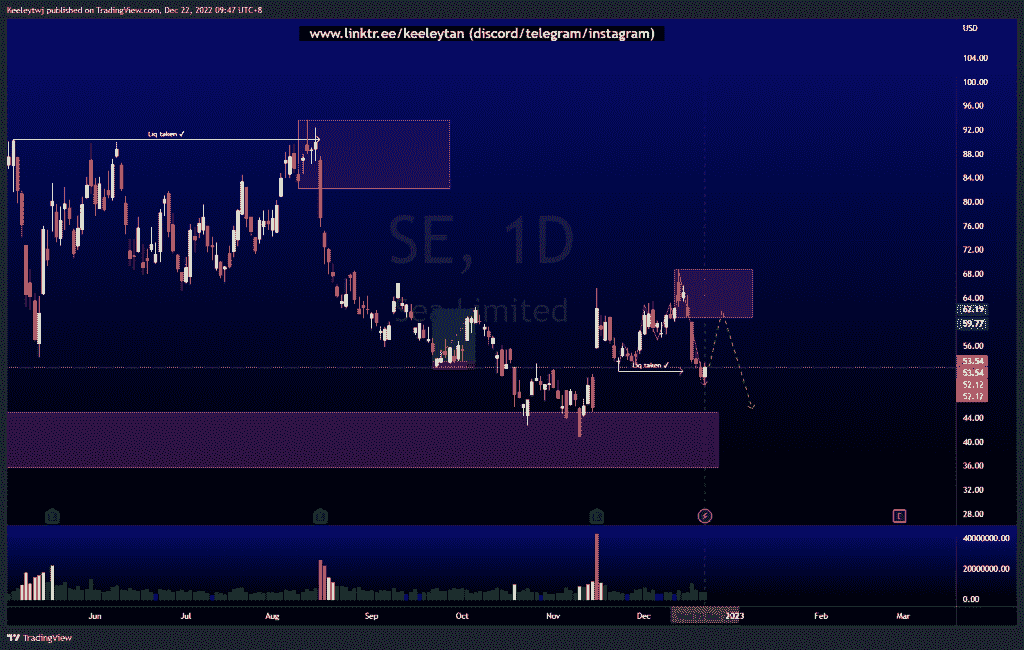 Keeleytwj published on TradingView.com, Dec 22, 2022 09:47 UTC+8
www.linktr.ee/keeleytan (discord/telegram/instagram)
USD
104.00
100.00
96.00
92.00
Liq taken ✓
88.00
84.00
80.00
76.00
SE, 1D
72.00
68.00
64.00
Sea Limited
62.19
59.77
56.00
53.54
Liq taken ✓
53.54
52.12
52.12
44.00
40.00
36.00
32.00
28.00
E
40000000.00
20000000.00
0.00
Jun Jul Aug Sep Oct Nov Dec 2023 Feb Mar
TradingView